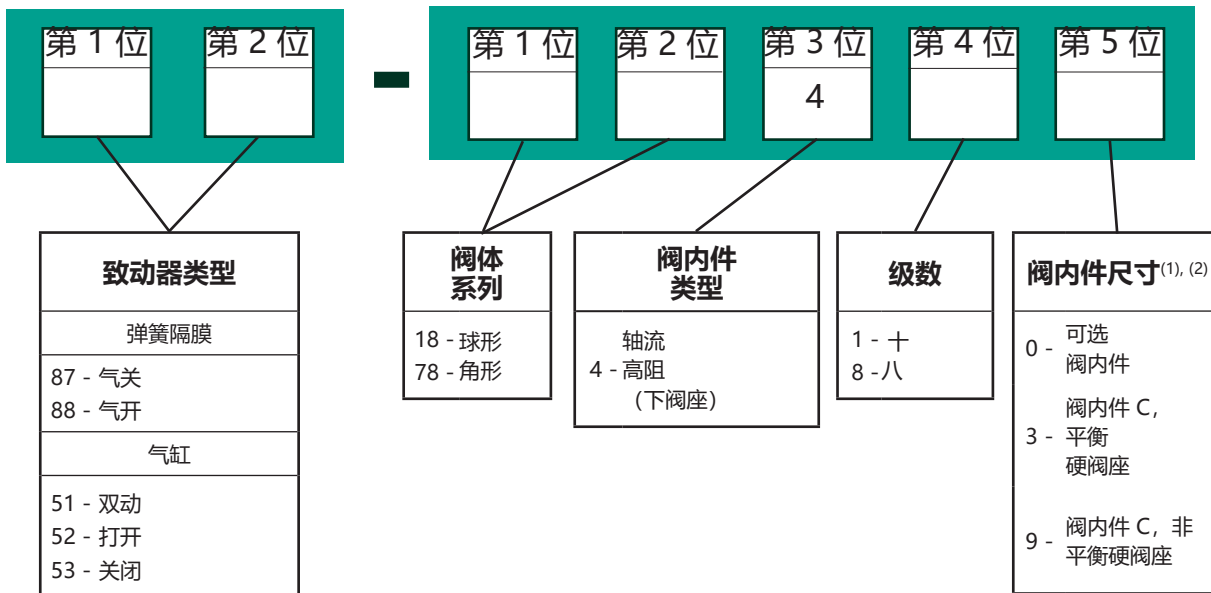 第 1 位
第 2 位
-
第 1 位
第 2 位
第 3 位
第 4 位
第 5 位
4
致动器类型
弹簧隔膜
87 - 气关
88 - 气开
气缸
51 - 双动
52 - 打开
53 - 关闭
阀体
系列
18 - 球形
78 - 角形
阀内件
类型
轴流
4 - 高阻
（下阀座）
级数
1 - 十
8 - 八
阀内件尺寸(1), (2)
0 - 可选
阀内件
阀内件 C，
3 - 平衡
硬阀座
9 - 阀内件 C，非
平衡硬阀座